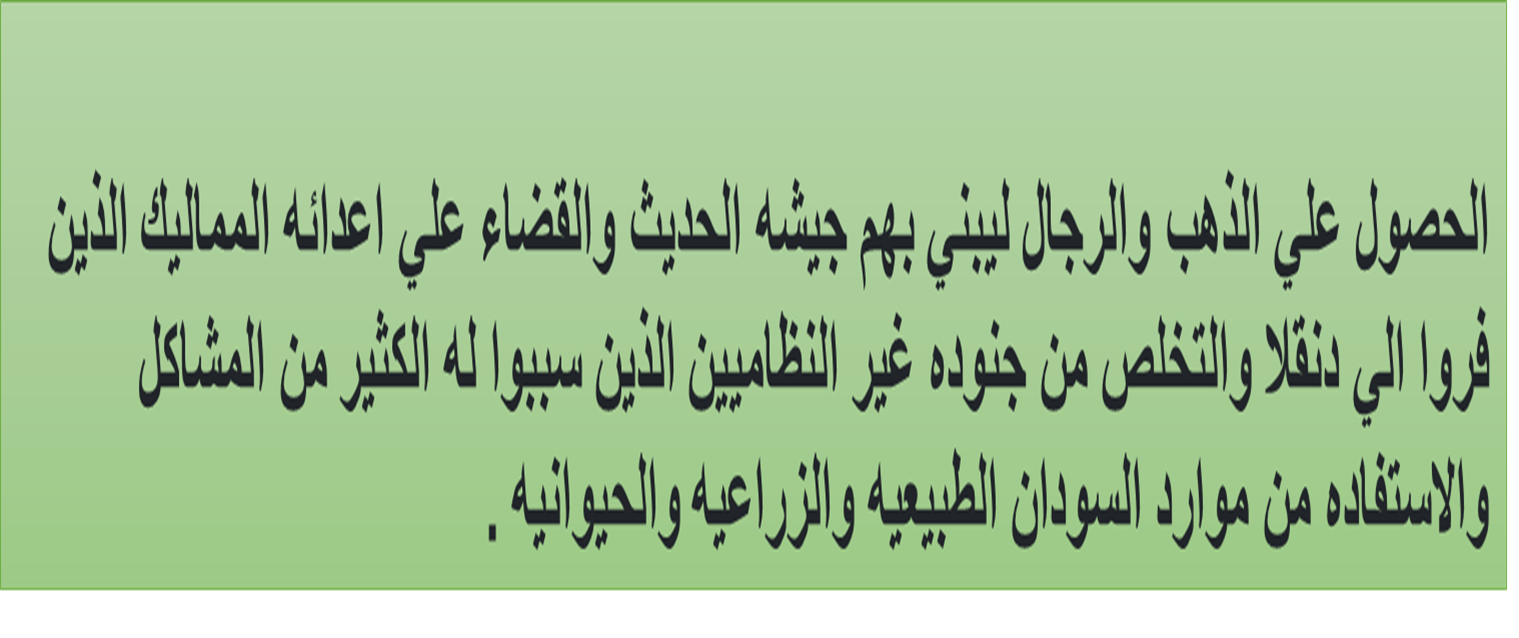 الحصول علي الذهب والرجال ليبني بهم جيشه الحديث والقضاء علي اعدائه المماليك الذين
فروا الي دنقلا والتخلص من جنوده غير النظاميين الذين سببوا له الكثير من المشاكل
والاستفاده من موارد السودان الطبيعيه والزراعيه والحيوانيه .